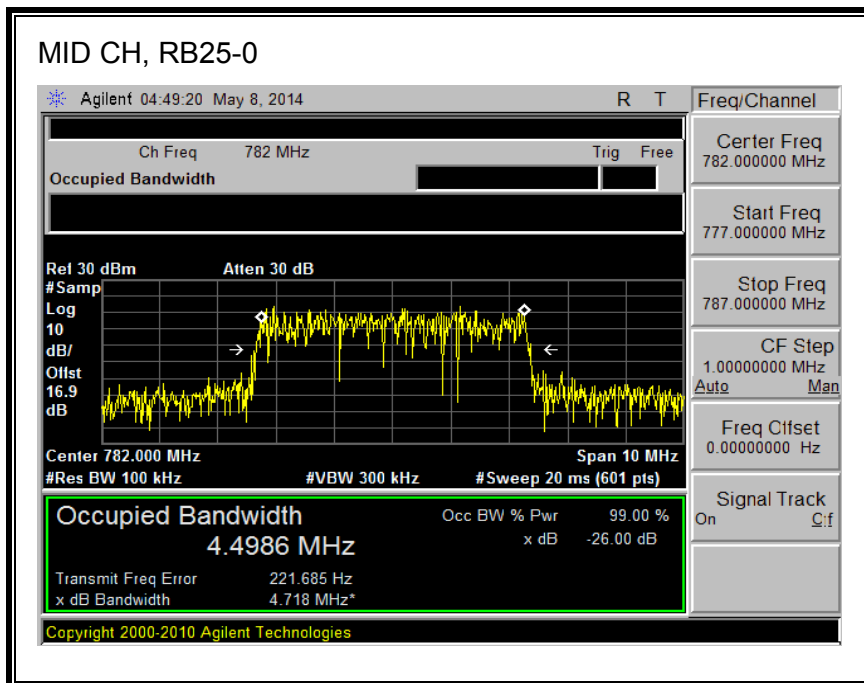 MID CH, RB25-0
Agilent 04:49:20 May 8, 2014 R T
Freq/Channel
Ch Freq 782 MHz Trig Free
Occupied Bandwidth
Center Freq
782.000000 MHz
Start Freq
777.000000 MHz
Stop Freq
787.000000 MHz
CF Step
1.00000000 MHz
Auto Man
Freq Offset
0.00000000 Hz
Signal Track
On Off
Ref 30 dBm Atten 30 dB
#Samp
Log
10
dB/
Offst
16.9
dB
Center 782.000 MHz Span 10 MHz
#Res BW 100 kHz #VBW 300 kHz #Sweep 20 ms (601 pts)
Occupied Bandwidth Occ BW % Pwr 99.00 %
4.4986 MHz x dB -26.00 dB
Transmit Freq Error 221.685 Hz
x dB Bandwidth 4.718 MHz*
Copyright 2000-2010 Agilent Technologies